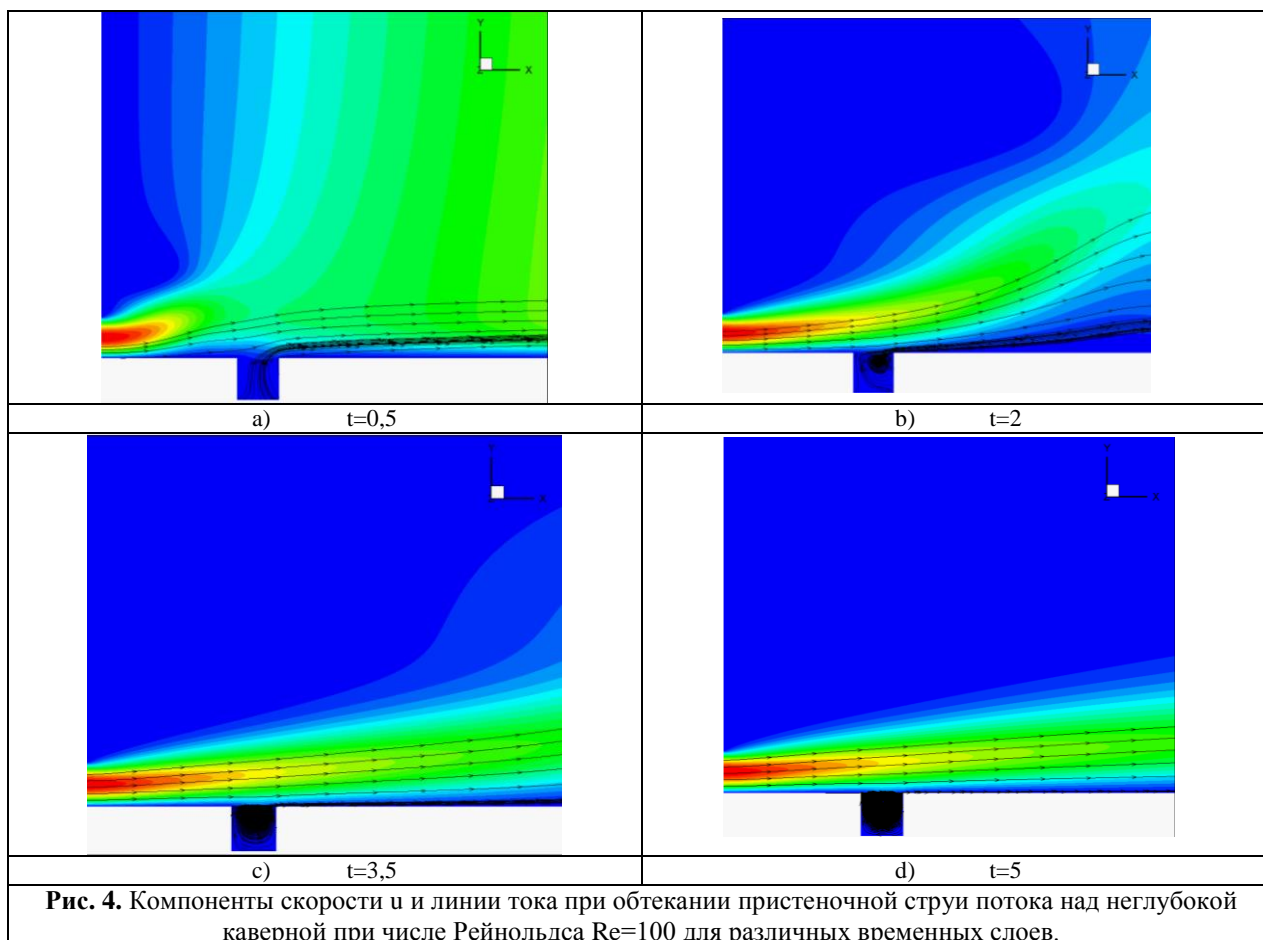 Y
Z X
Y
X
a) t=0,5
b) t=2
Y
X
Y
X
c) t=3,5
d) t=5
Рис. 4. Компоненты скорости u и линии тока при обтекании пристеночной струи потока над неглубокой
каверной при числе Рейнольдса Re=100 для различных временных слоев.